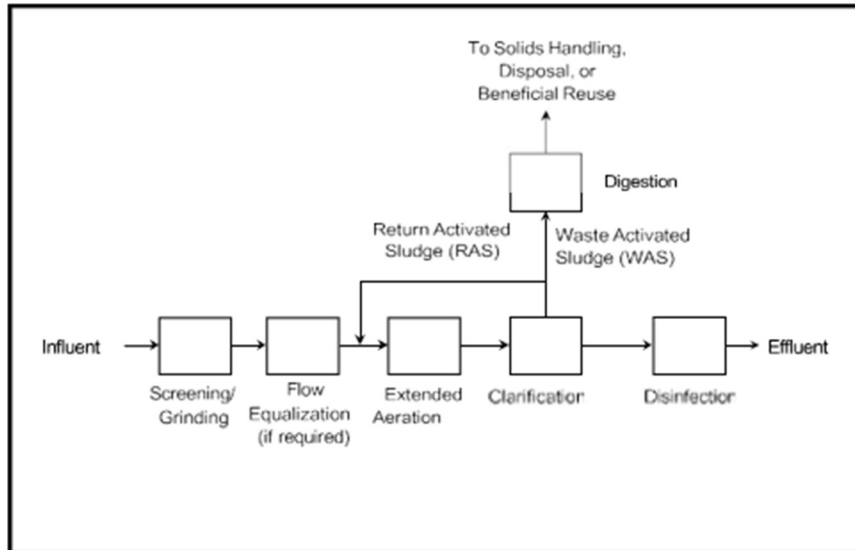 To Solids Handling,
Disposal, or
Beneficial Reuse
Digestion
Return Activated
Sludge (RAS)
Waste Activated
Sludge (WAS)
Influent
Effluent
Screening/
Grinding
Flow
Equalization
(if required)
Extended
Aeration
Clarification
Disinfection